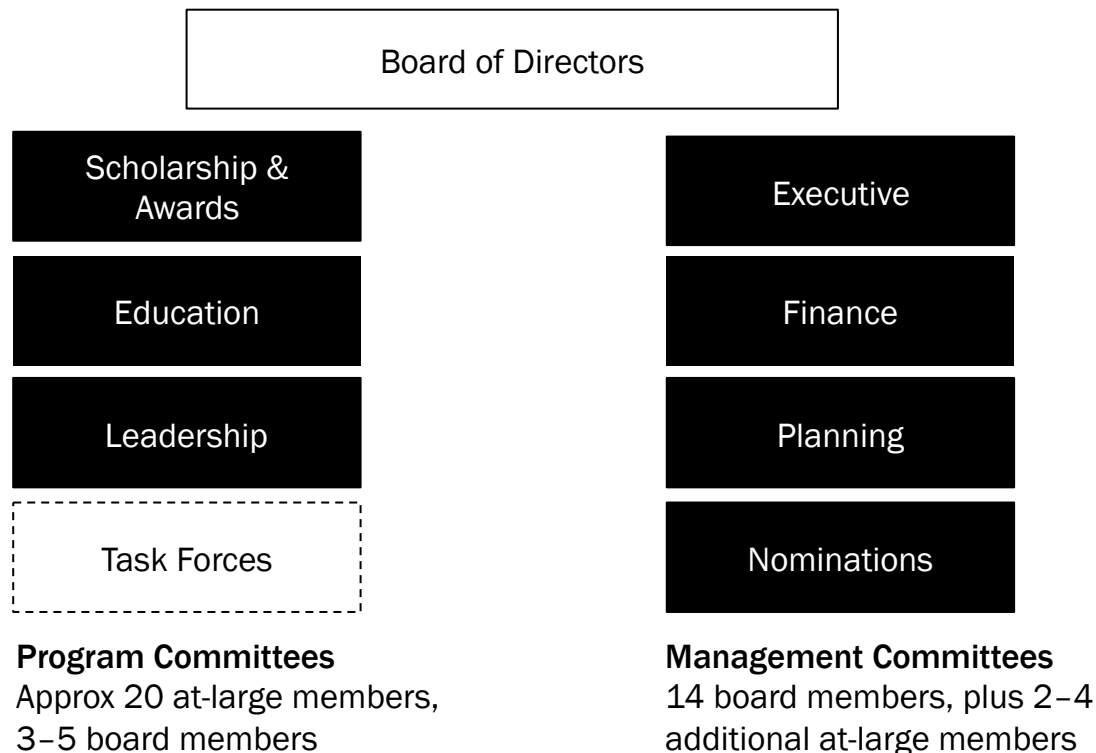 Board of Directors
Scholarship &
Awards
Education
Leadership
Task Forces
Program Committees
Approx 20 at-large members,
3–5 board members
Executive
Finance
Planning
Nominations
Management Committees
14 board members, plus 2–4
additional at-large members